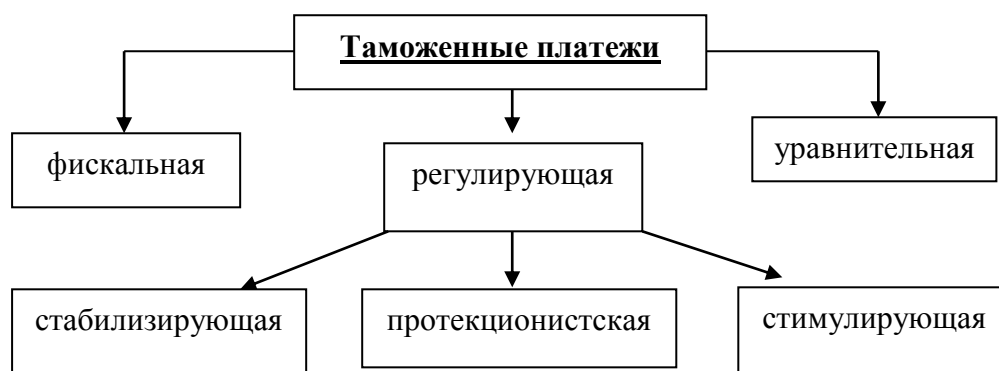 Таможенные платежи
фискальная
регулирующая
уравнительная
стабилизирующая
протекционистская
стимулирующая